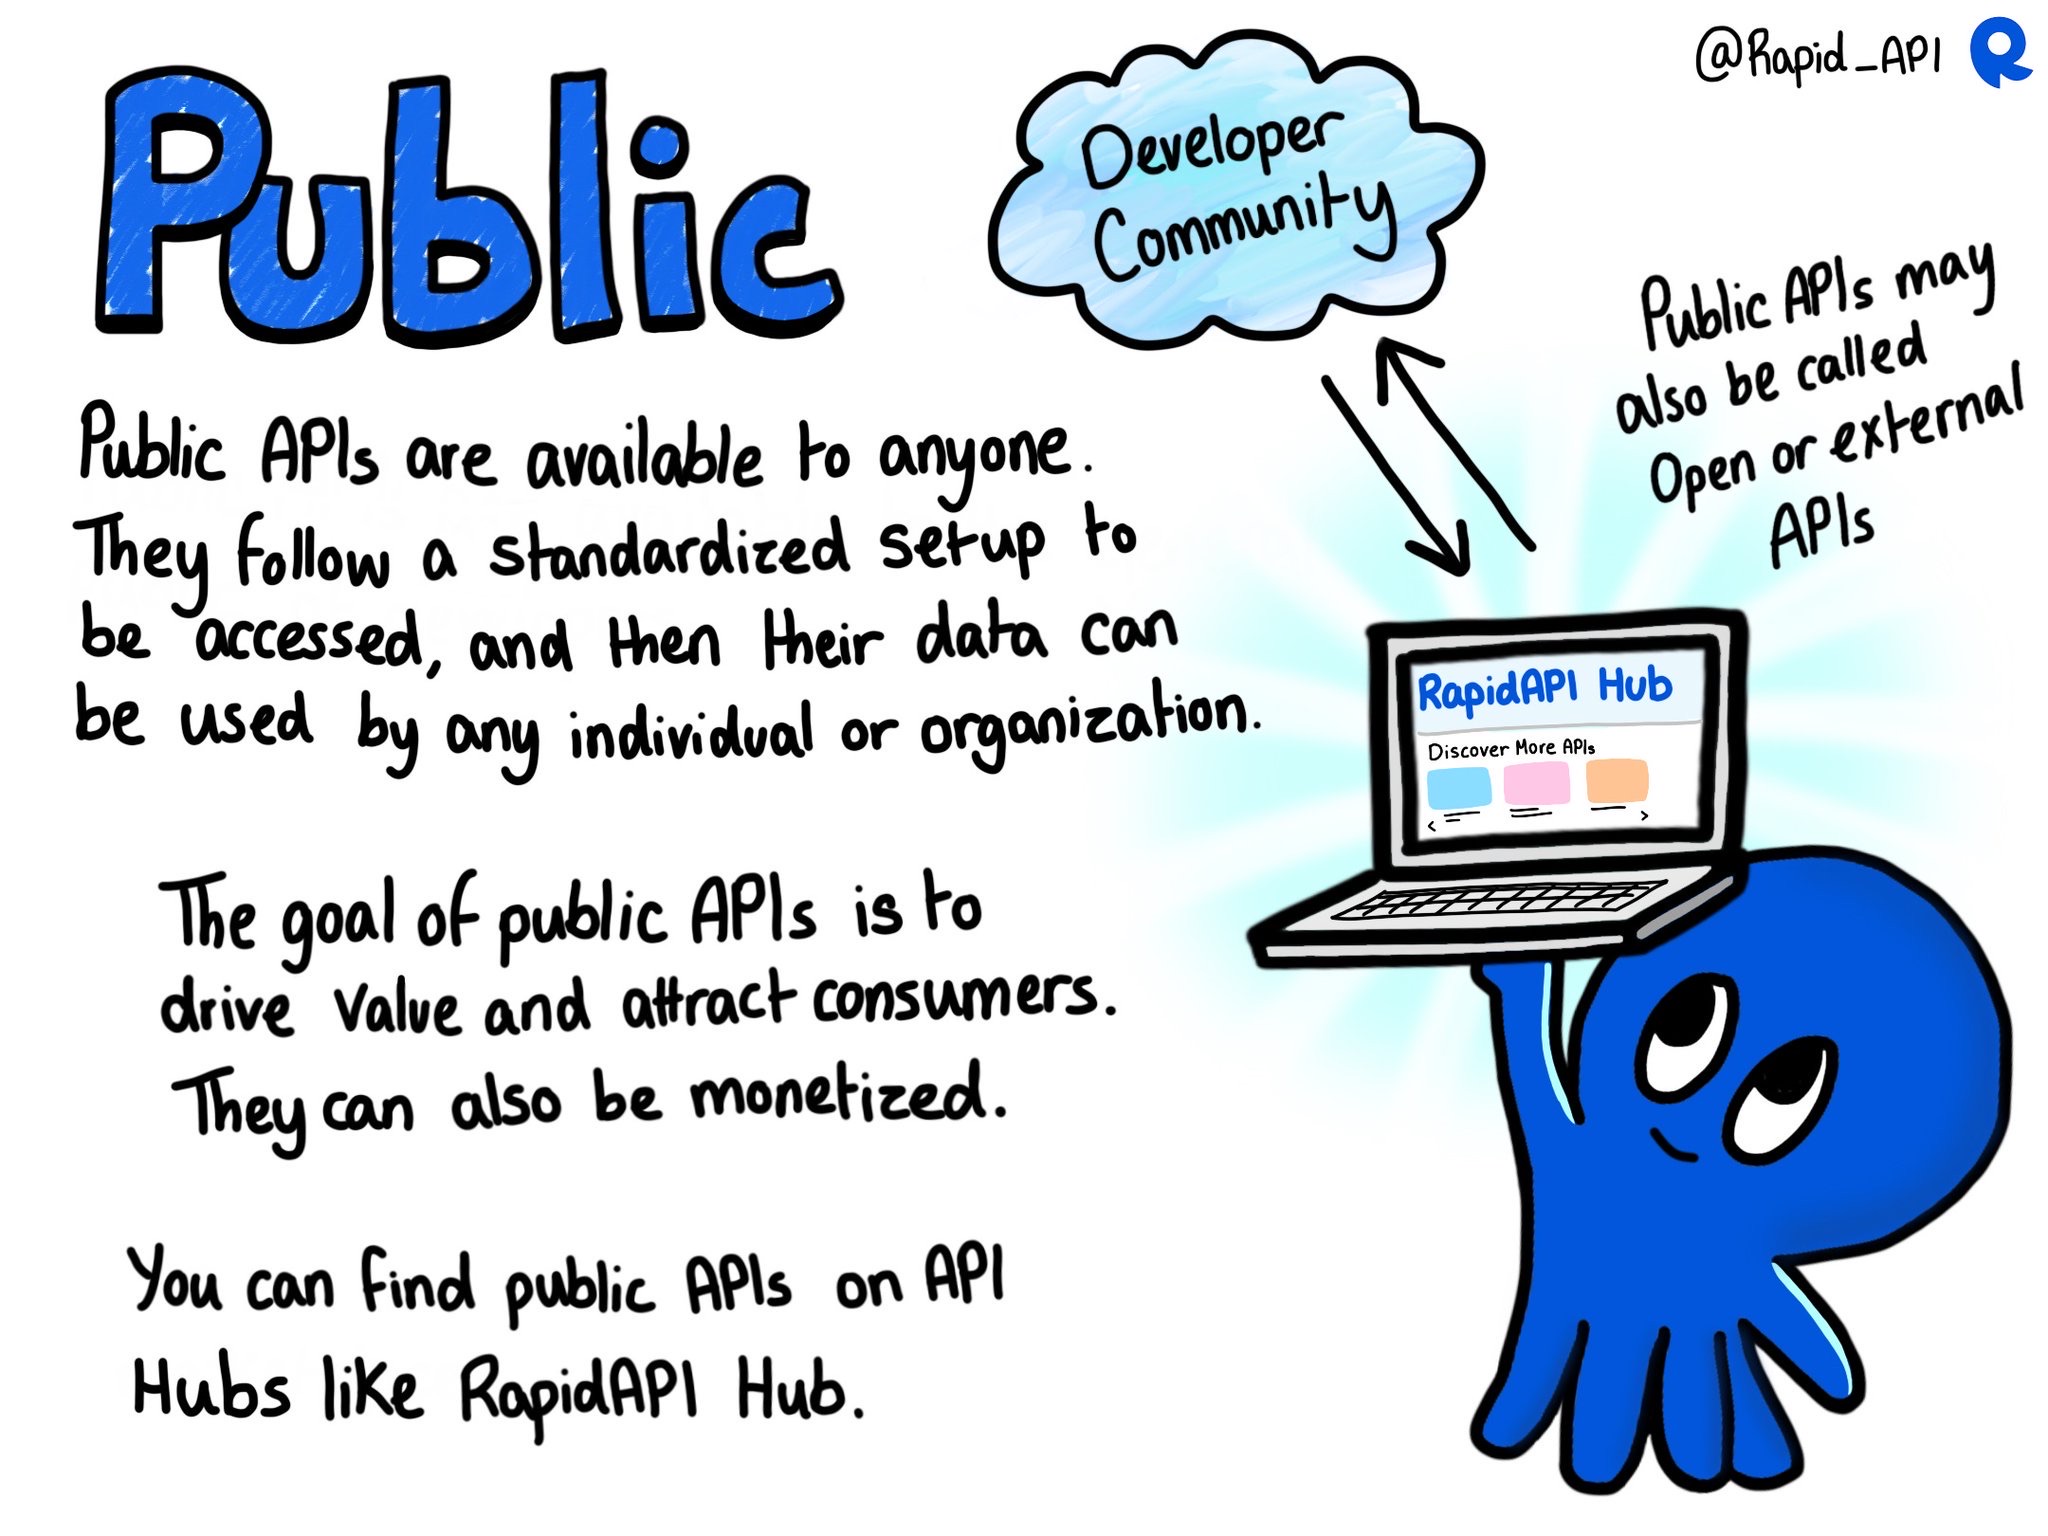 @Rapid_API
Public
Developer
Community
Public APIs may
also be called
Open or external
APIs
Public APIs are available to anyone.
They follow a standardized setup to
be accessed, and then their data can
be used by any individual or organization.
RapidAPI Hub
Discover More APIs
< >
The goal of public APIs is to
drive value and attract consumers.
They can also be monetized.
You can find public APIs on API
Hubs like RapidAPI Hub.